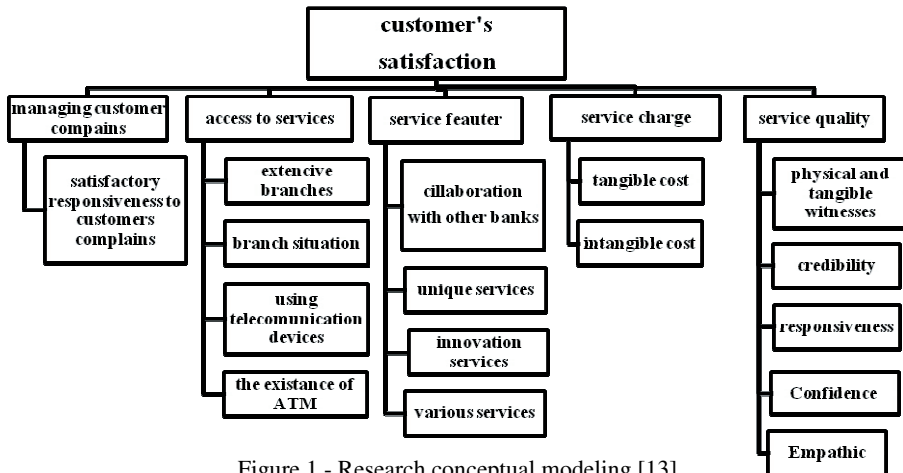 customer's
satisfaction
managing customer
compains
access to services
service feauter
service charge
service quality
satisfactory
responsiveness to
customers
complains
extencive
branches
branch situation
using
telecomunication
devices
the existance of
ATM
cillaboration
with other banks
unique services
innovation
services
various services
tangible cost
intangible cost
physical and
tangible
witnesses
credibility
responsiveness
Confidence
Empathic
Figure 1 - Research conceptual modeling [13]